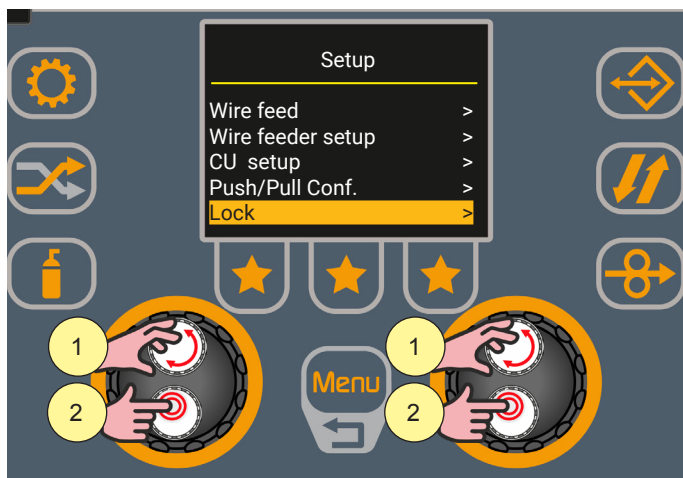 Setup
Wire feed >
Wire feeder setup >
CU setup >
Push/Pull Conf. >
Lock >
1
1
Menu
2
2